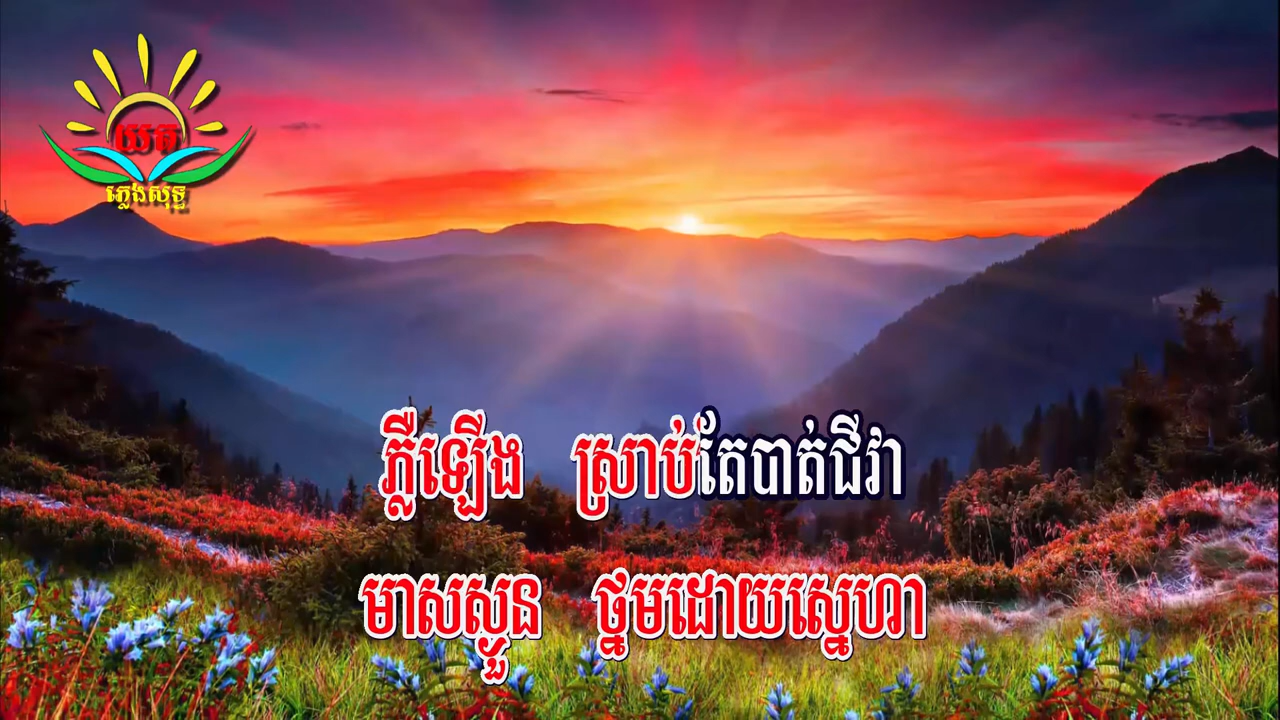 យត
ភ្លេងសុទ្ធ
ភ្លឺឡើង ស្រាប់តែបាត់ជីវា
មាសស្ងួន ថ្នមដោយស្នេហា